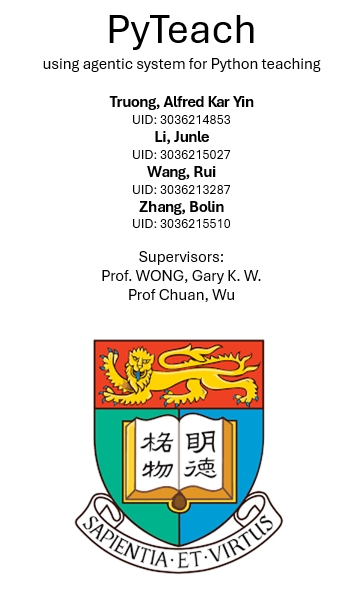 PyTeach
using agentic system for Python teaching
Truong, Alfred Kar Yin
UID: 3036214853
Li, Junle
UID: 3036215027
Wang, Rui
UID: 3036213287
Zhang, Bolin
UID: 3036215510
Supervisors:
Prof. WONG, Gary K. W.
Prof Chuan, Wu
明德
格物
SAPIENTIA·ET·VIRTUS